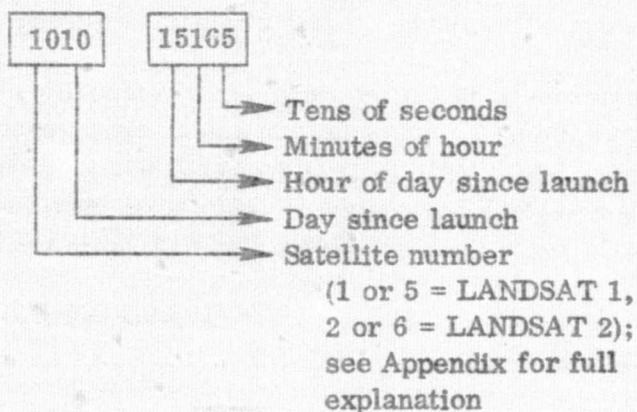 1010 15165
Tens of seconds
Minutes of hour
Hour of day since launch
Day since launch
Satellite number
(1 or 5 = LANDSAT 1,
2 or 6 = LANDSAT 2);
see Appendix for full
explanation